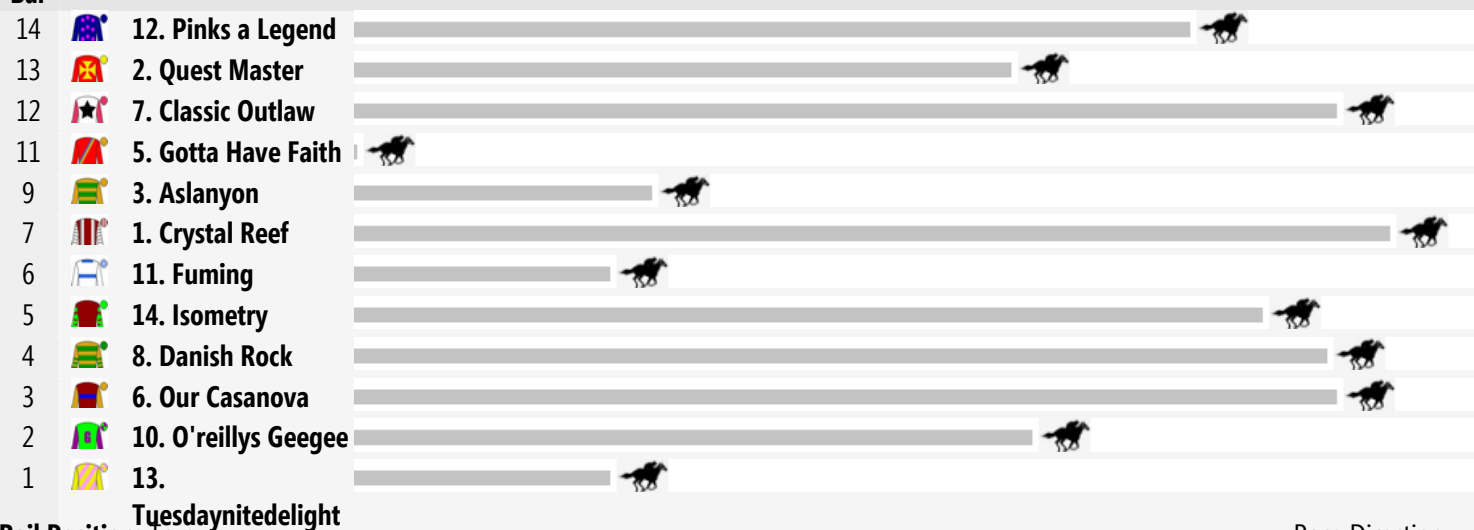 14 12. Pinks a Legend
13 2. Quest Master
12 7. Classic Outlaw
11 5. Gotta Have Faith
9 3. Aslanyon
7 1. Crystal Reef
6 11. Fuming
5 14. Isometry
4 8. Danish Rock
3 6. Our Casanova
2 G 10. O'reillys Geegee
1 13.
Tuesdaynitedelight